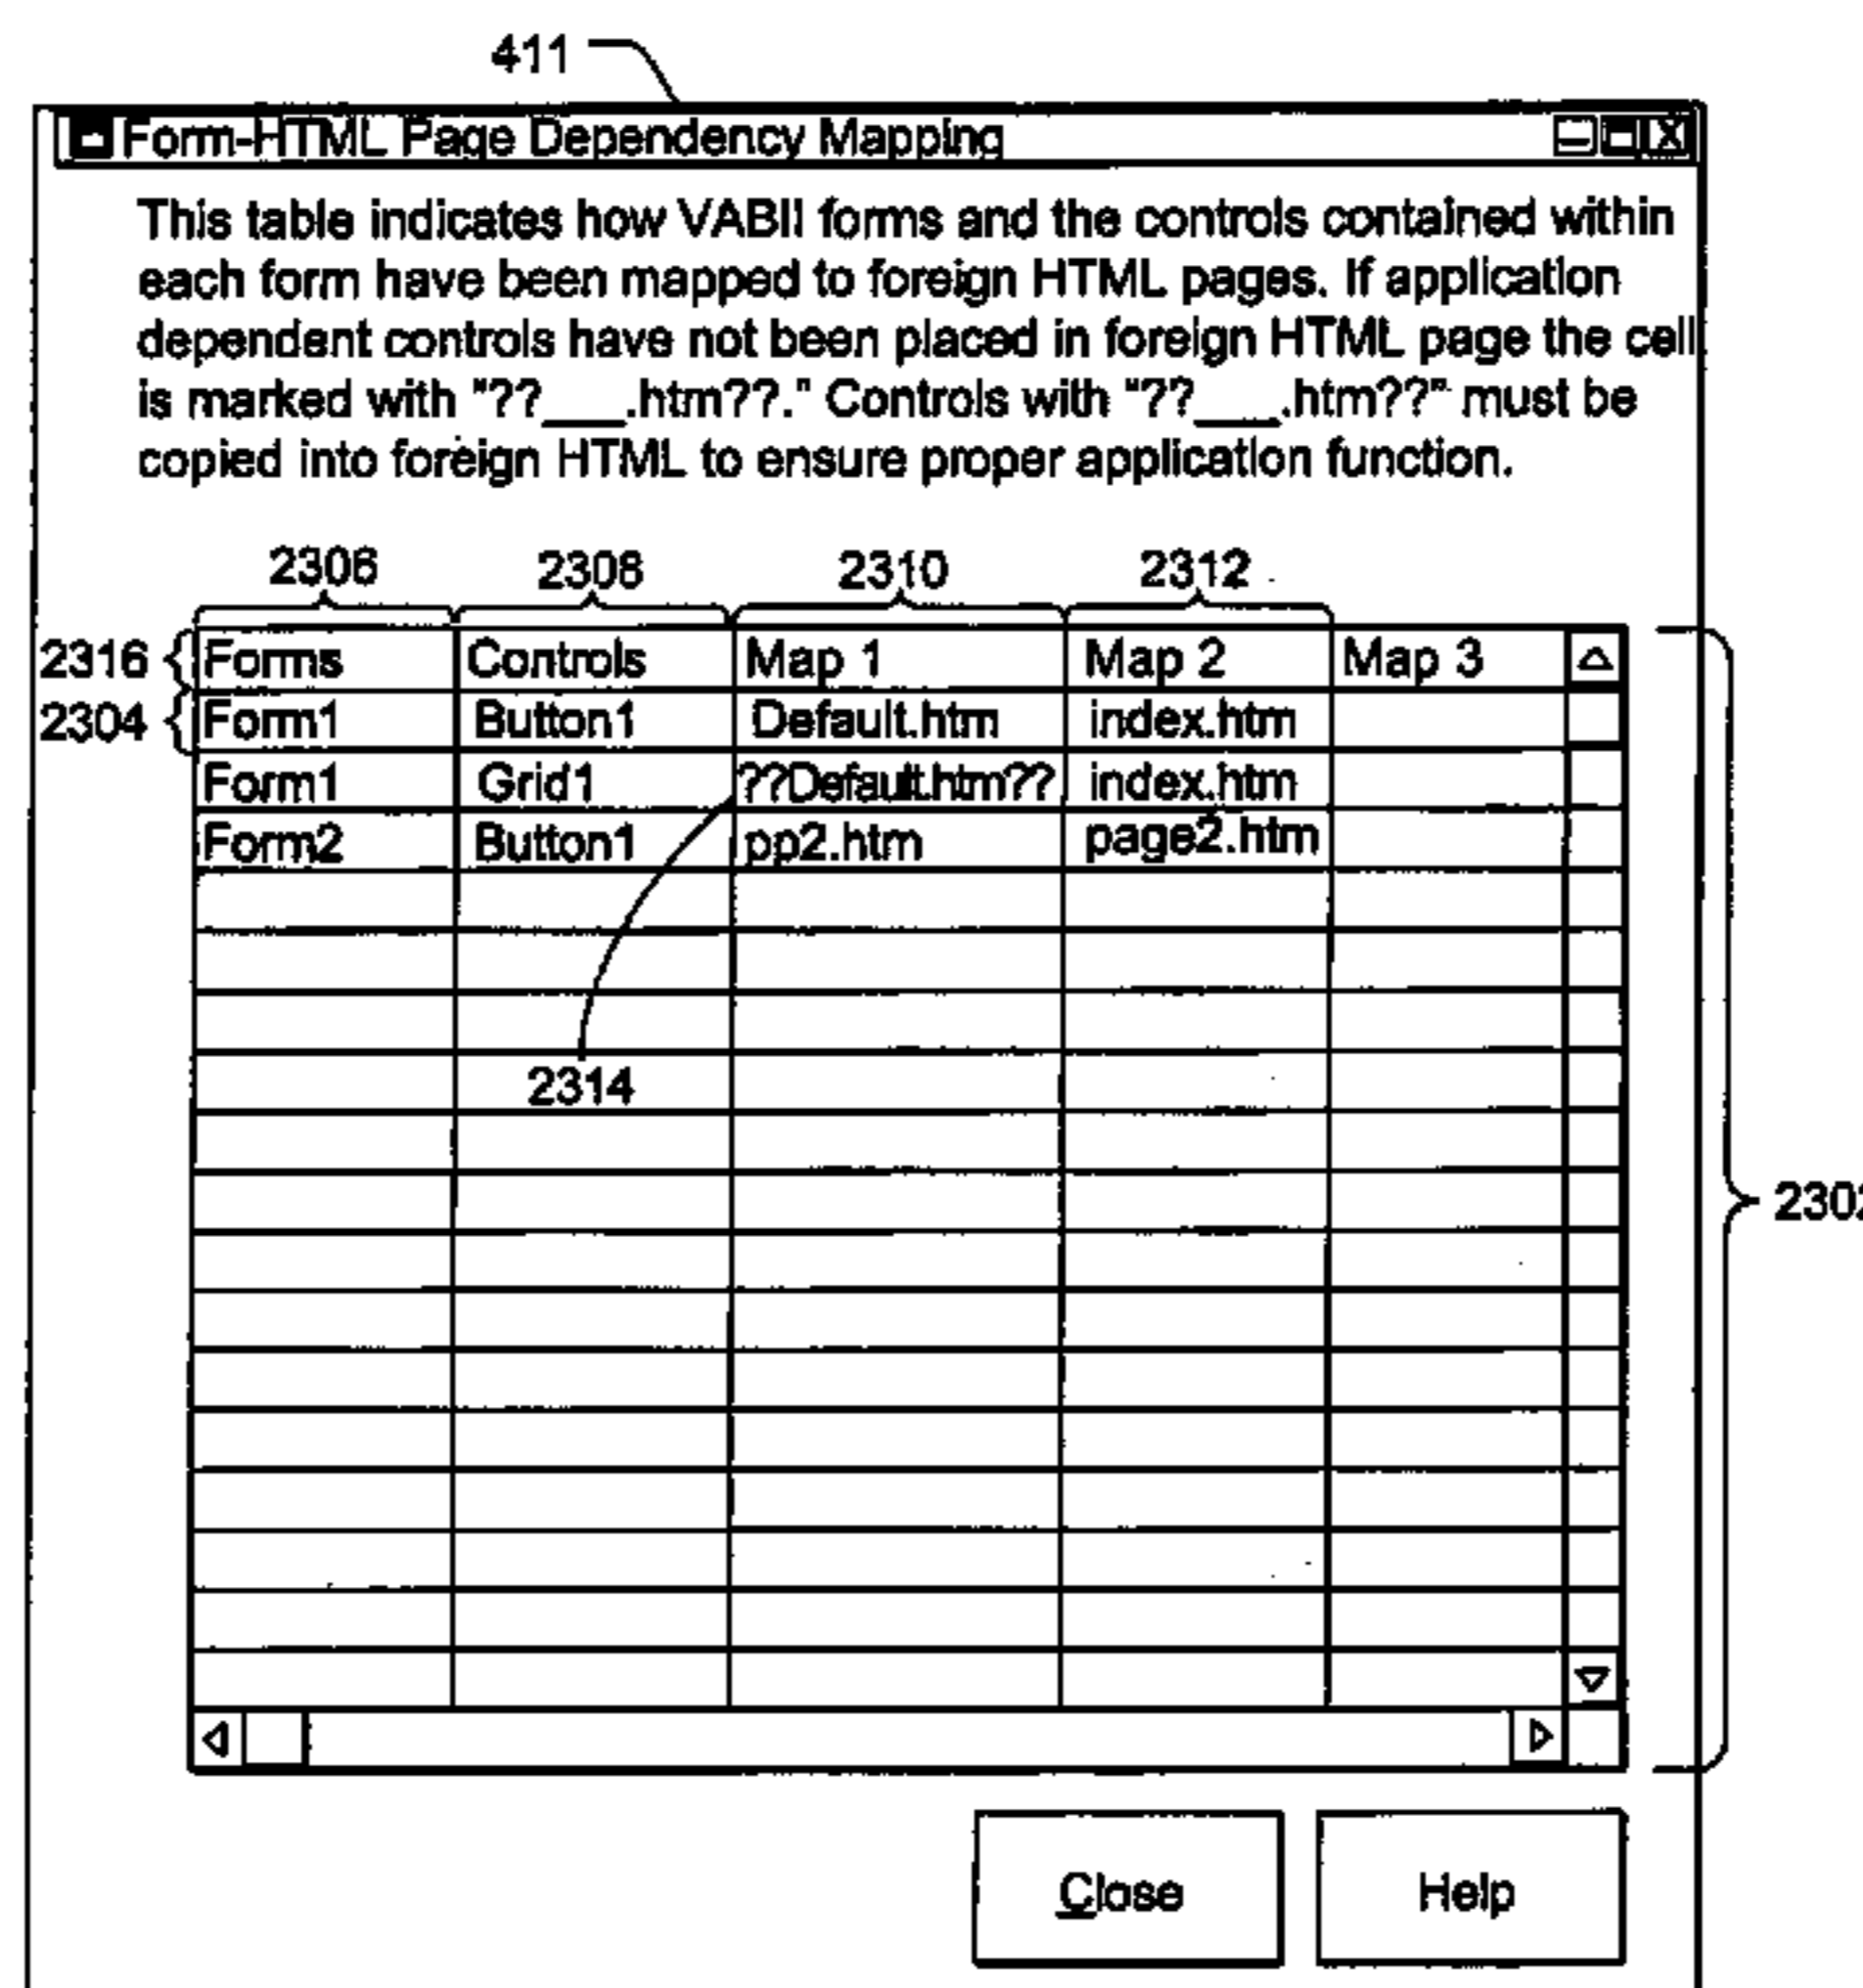 411
Form-HTML Page Dependency Mapping
This table indicates how VABII forms and the controls contained within
each form have been mapped to foreign HTML pages. If application
dependent controls have not been placed in foreign HTML page the cell
is marked with "??___.htm??." Controls with "??___.htm??" must be
copied into foreign HTML to ensure proper application function.
2306 2308 2310 2312
2316 Forms Controls Map 1 Map 2 Map 3
2304 Form1 Button1 Default.htm index.htm
Form1 Grid1 ??Default.htm?? index.htm
Form2 Button1 pp2.htm page2.htm
2314
2302
Close Help